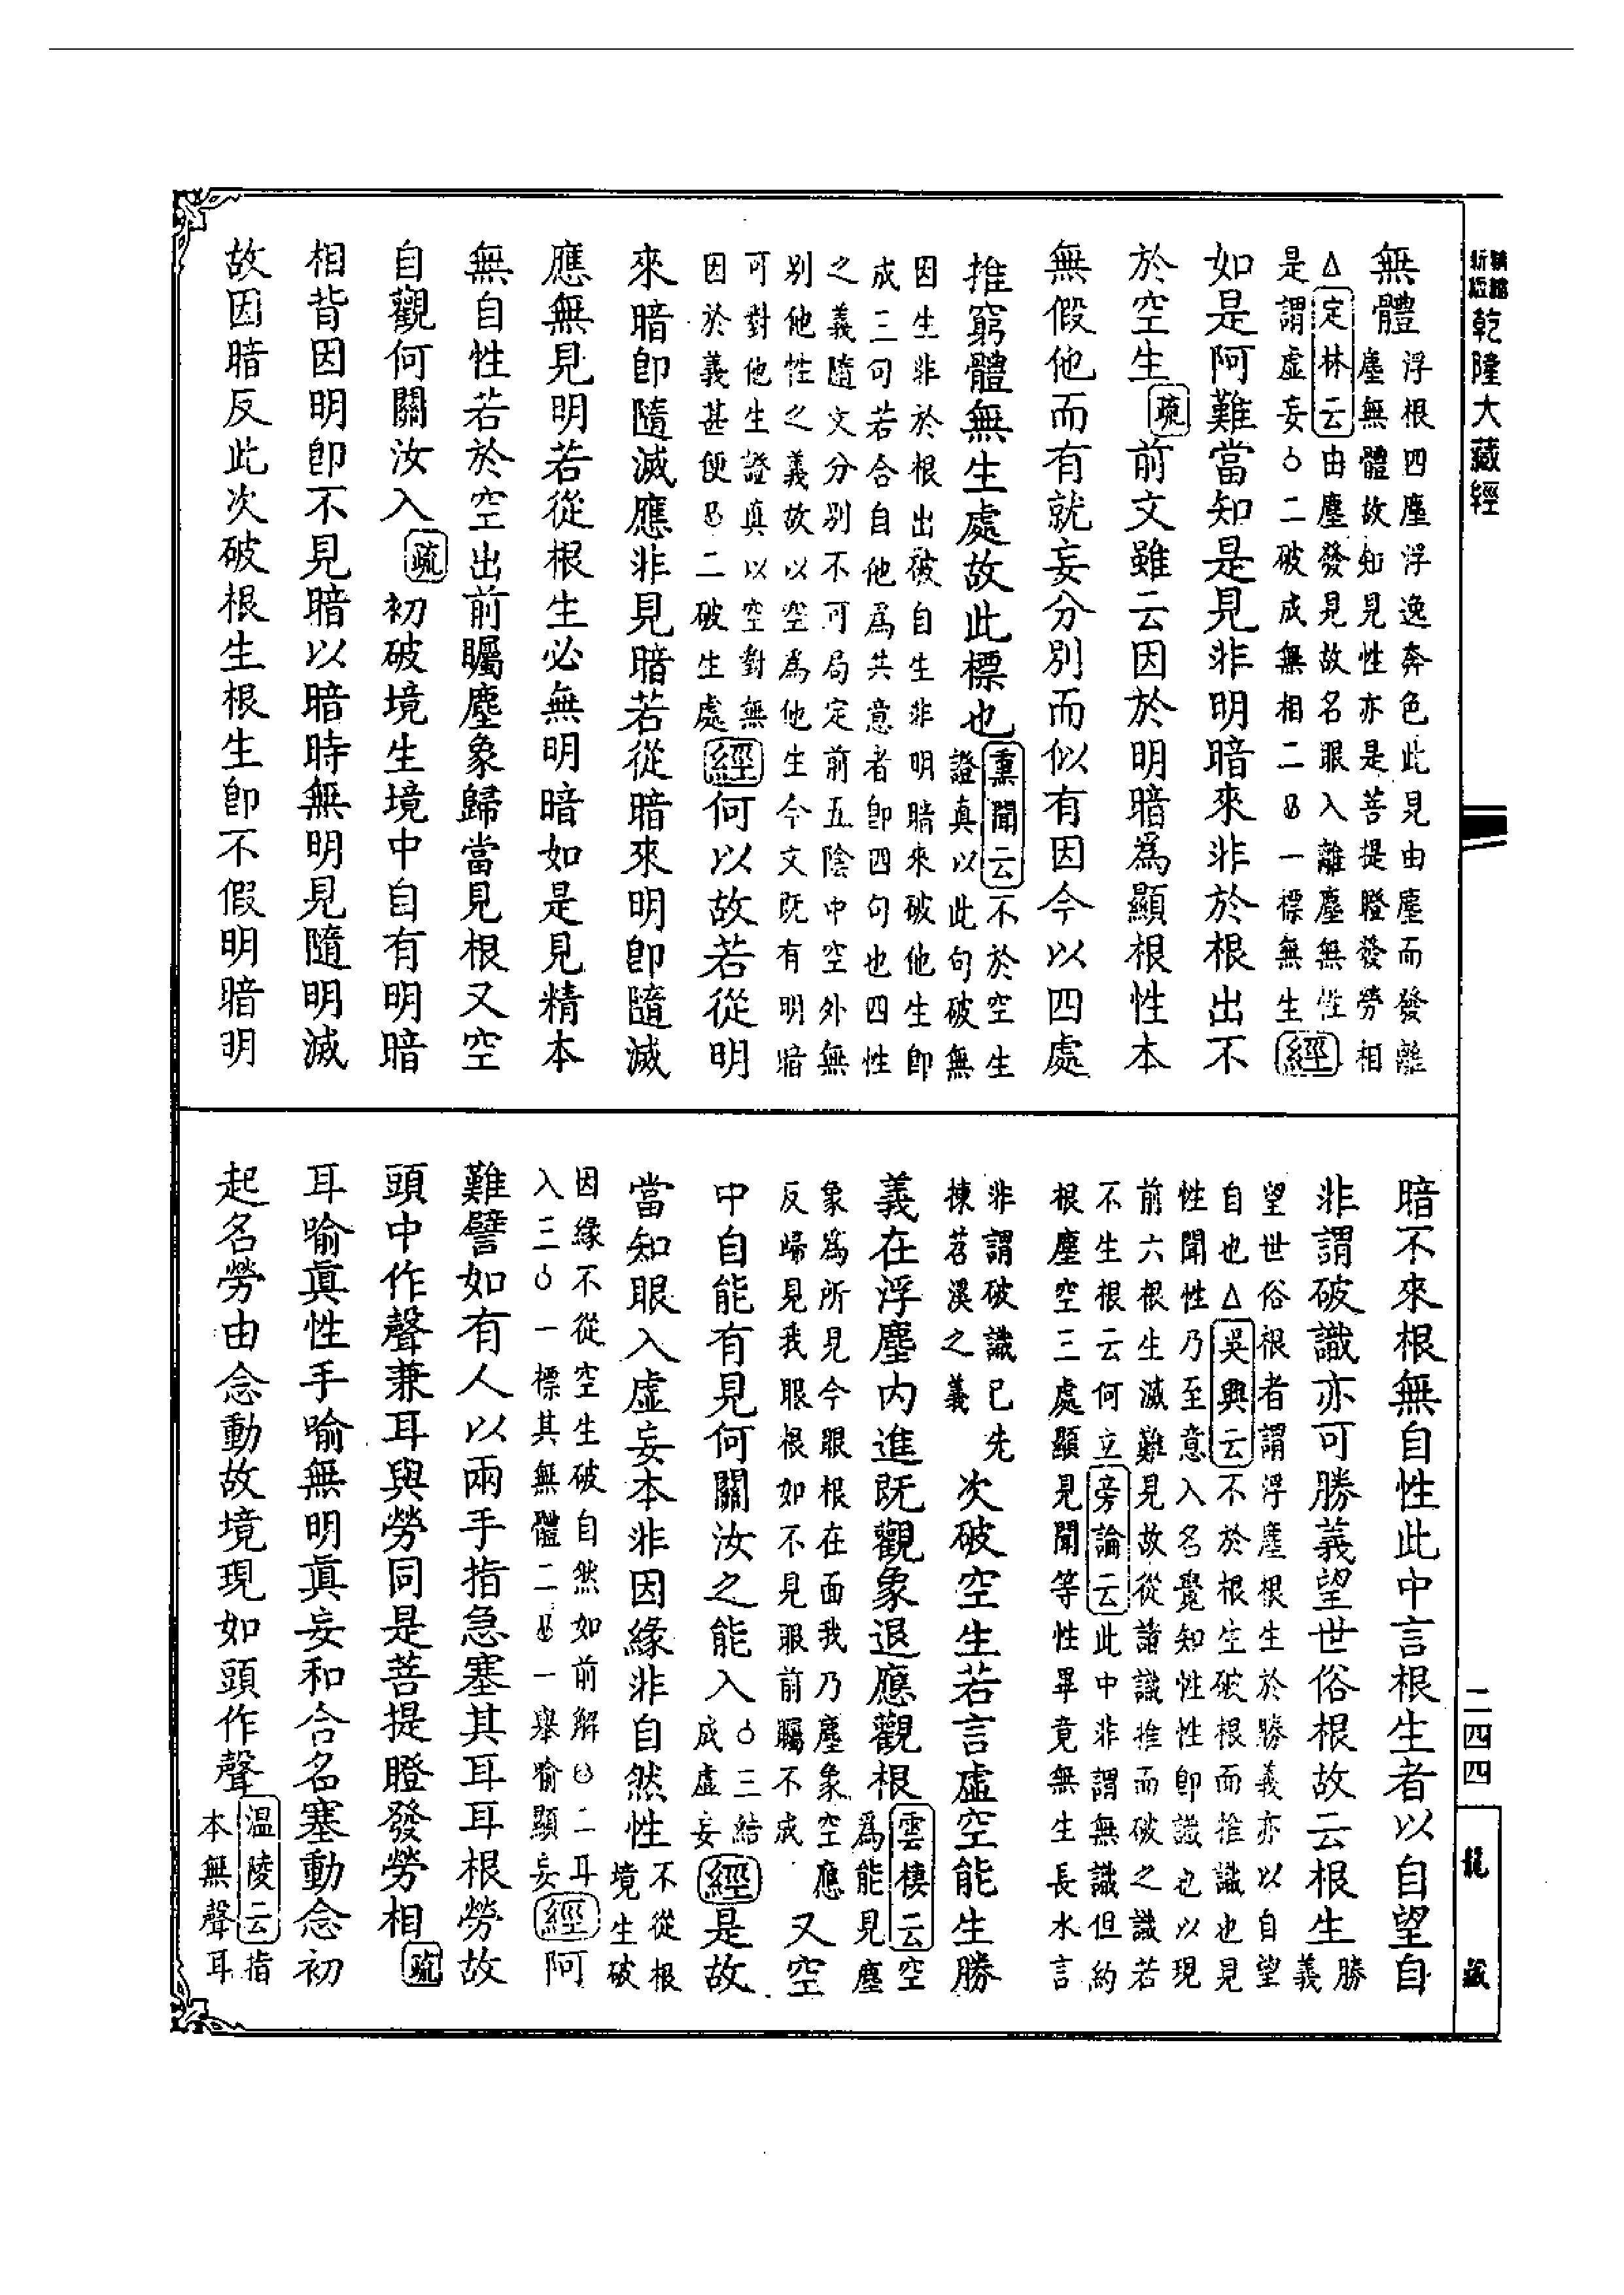 乾隆大藏經
無體
浮根四塵浮逸奔色此見由塵而發離
塵無體故知見性亦是菩提瞪發勞相
△定林云由塵發見故名眼入離塵無性
是謂虛妄○二破成無相二
一標無生經
如是阿難當知是見非明暗來非於根出不
於空生疏前文雖云因於明暗為顯根性本
無假他而有就妄分別而似有因今以四處
推窮體無生處故此標也
熏聞云不於空生
證真以此句破無
因生非於根出破自生非明暗來破他生即
成三句若合自他為共意者即四句也四性
之義隨文分別不可局定前五陰中空外無
別他性之義故以空為他生今文既有明暗
可對他生證真以空對無
因於義甚便
二破生處
經何以故若從明
來暗即隨滅應非見暗若從暗來明即隨滅
應無見明若從根生必無明暗如是見精本
無自性若於空出前矚塵象歸當見根又空
自觀何關汝入疏初破境生境中自有明暗
相背因明即不見暗以暗時無明見隨明滅
故因暗反此次破根生根生即不假明暗明
暗不來根無自性此中言根生者以自望自
非謂破識亦可勝義望世俗根故云根生
勝
義
望世俗根者謂浮塵根生於勝義亦以自望
自也△吳興云不於根生破根而推識也見
性聞性乃至意入名覺知性性即識也以現
前六根生滅難見故從諸識推而破之識若
不生根云何立旁論云此中非謂無識但約
根塵空三處顯見聞等性畢竟無生長水言
非謂破識已先
揀苕溪之義
次破空生若言虛空能生勝
義在浮塵內進既觀象退應觀根
雲棲云空
為能見塵
象為所見今眼根在面我乃塵象空應
反歸見我眼根如不見眼前矚不成
又空
中自能有見何關汝之能入
○三結
成虛妄
經是故
當知眼入虛妄本非因緣非自然性
不從根
境生破
因緣不從空生破自然如前解
二耳
入三○一標其無體二
一舉喻顯妄
經阿
難譬如有人以兩手指急塞其耳耳根勞故
頭中作聲兼耳與勞同是菩提瞪發勞相疏
耳喻真性手喻無明真妄和合名塞動念初
起名勞由念動故境現如頭作聲
溫陵云指
本無聲耳
二四四
龍藏